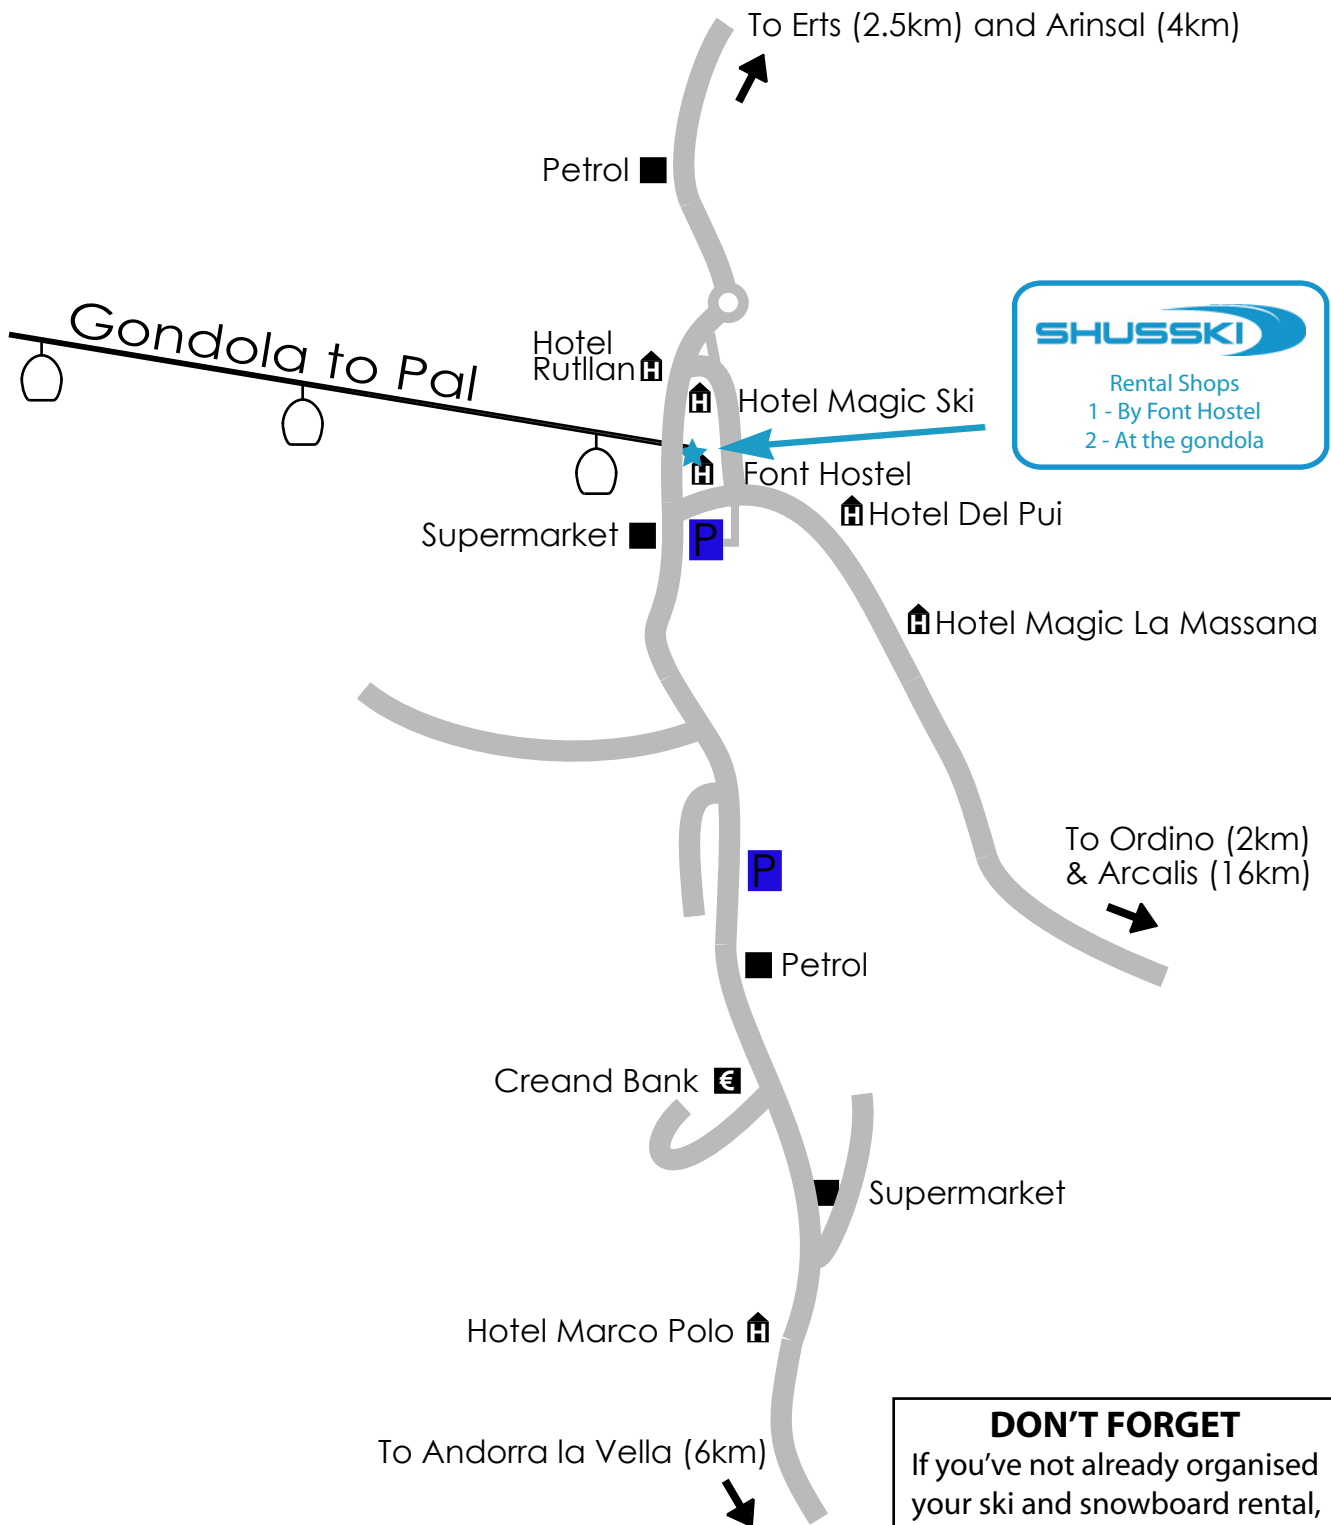 To Erts (2.5km) and Arinsal (4km)
Petrol
Gondola to Pal
Hotel
Rutllan
H
H
Hotel Magic Ski
SHUSSKI
Rental Shops
1 - By Font Hostel
2 - At the gondola
H
Font Hostel
H
Hotel Del Pui
Supermarket
P
H
Hotel Magic La Massana
To Ordino (2km)
& Arcalis (16km)
P
Petrol
Creand Bank €
Supermarket
Hotel Marco Polo
H
To Andorra la Vella (6km)
DON'T FORGET
If you've not already organised
your ski and snowboard rental,